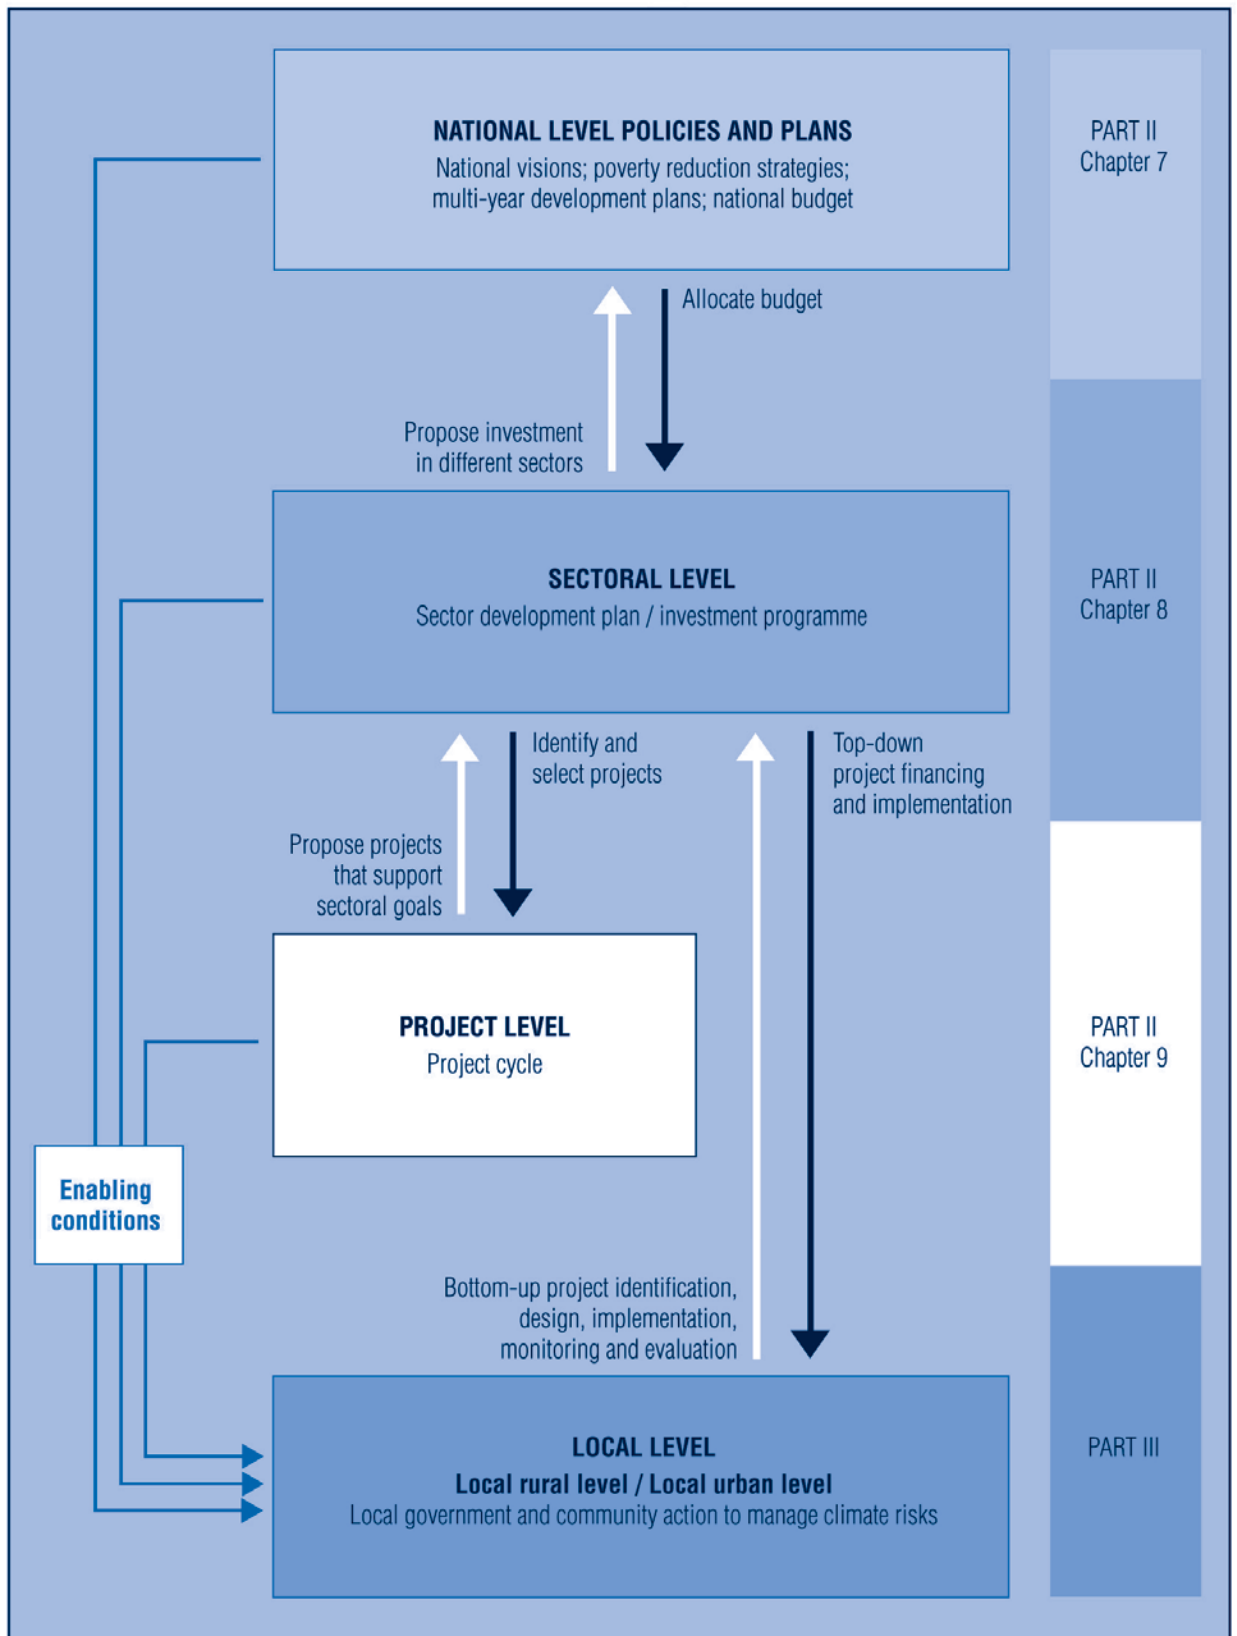 NATIONAL LEVEL POLICIES AND PLANS
National visions; poverty reduction strategies;
multi-year development plans; national budget
PART II
Chapter 7
Allocate budget
Propose investment
in different sectors
SECTORAL LEVEL
Sector development plan / investment programme
PART II
Chapter 8
Identify and
select projects
Top-down
project financing
and implementation
Propose projects
that support
sectoral goals
PROJECT LEVEL
Project cycle
PART II
Chapter 9
Enabling
conditions
Bottom-up project identification,
design, implementation,
monitoring and evaluation
LOCAL LEVEL
Local rural level / Local urban level
Local government and community action to manage climate risks
PART III